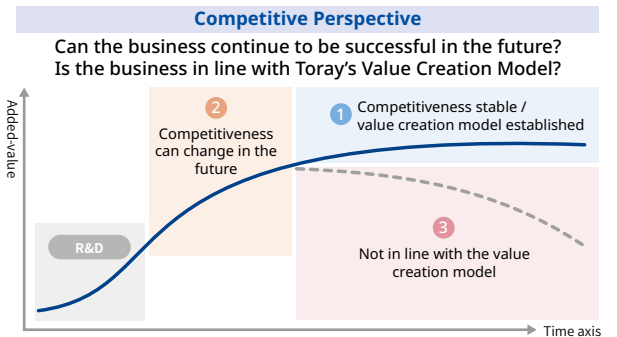 Competitive Perspective
Can the business continue to be successful in the future?
Is the business in line with Toray’s Value Creation Model?
Added-value
2
Competitiveness
can change in the
future
1
Competitiveness stable /
value creation model established
R&D
3
Not in line with the value
creation model
Time axis